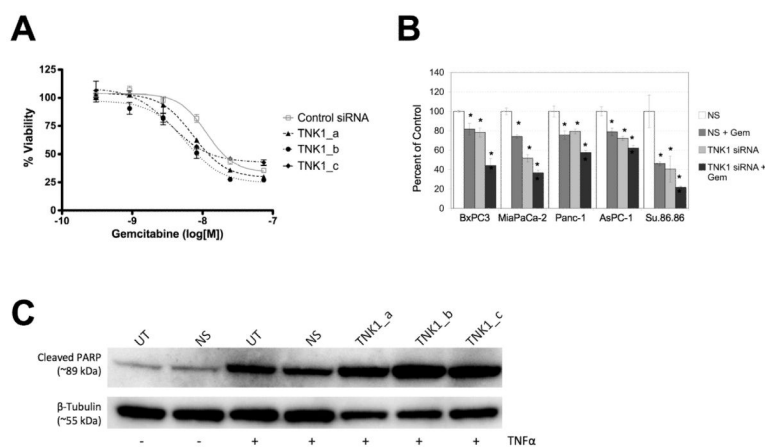 A
125
100
75
50
25
0
% Viability
-10 -9 -8 -7
Gemcitabine (log[M])
Control siRNA
TNK1_a
TNK1_b
TNK1_c
B
140
120
100
80
60
40
20
0
Percent of Control
* * * * * * * * * * * * * * * * * * * *
BxPC3 MiaPaCa-2 Panc-1 AsPC-1 Su.86.86
NS
NS + Gem
TNK1 siRNA
TNK1 siRNA +
Gem
C
UT NS UT NS TNK1_a TNK1_b TNK1_c
Cleaved PARP
(~89 kDa)
β-Tubulin
(~55 kDa)
- - + + + + + TNFα